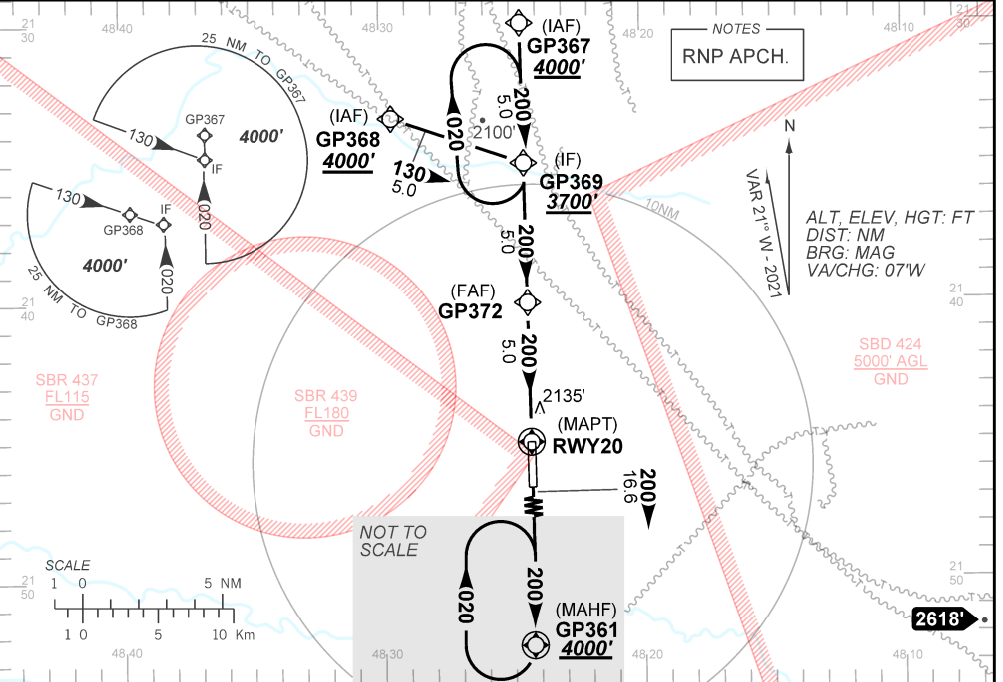 48 40
48 30
48 20
48 10
21
30
21
30
25 NM TO GP367
GP367
4000'
130
IF
020
130
IF
GP368
4000'
020
25 NM TO GP368
(IAF)
GP367
4000'
200
5.0
020
2100'
(IAF)
GP368
4000'
130
5.0
(IF)
GP369
3700'
10NM
NOTES
RNP APCH.
N
VAR 21° W - 2021
ALT, ELEV, HGT: FT
DIST: NM
BRG: MAG
VA/CHG: 07'W
200
5.0
21
40
21
40
(FAF)
GP372
200
5.0
SBR 437
FL115
GND
SBR 439
FL180
GND
SBD 424
5000' AGL
GND
2135'
(MAPT)
RWY20
200
16.6
NOT TO
SCALE
020
200
(MAHF)
GP361
4000'
SCALE
1 0 5 NM
1 0 5 10 Km
21
50
21
50
2618'
48 40
48 30
48 20
48 10
T T T T T T T T T T T T